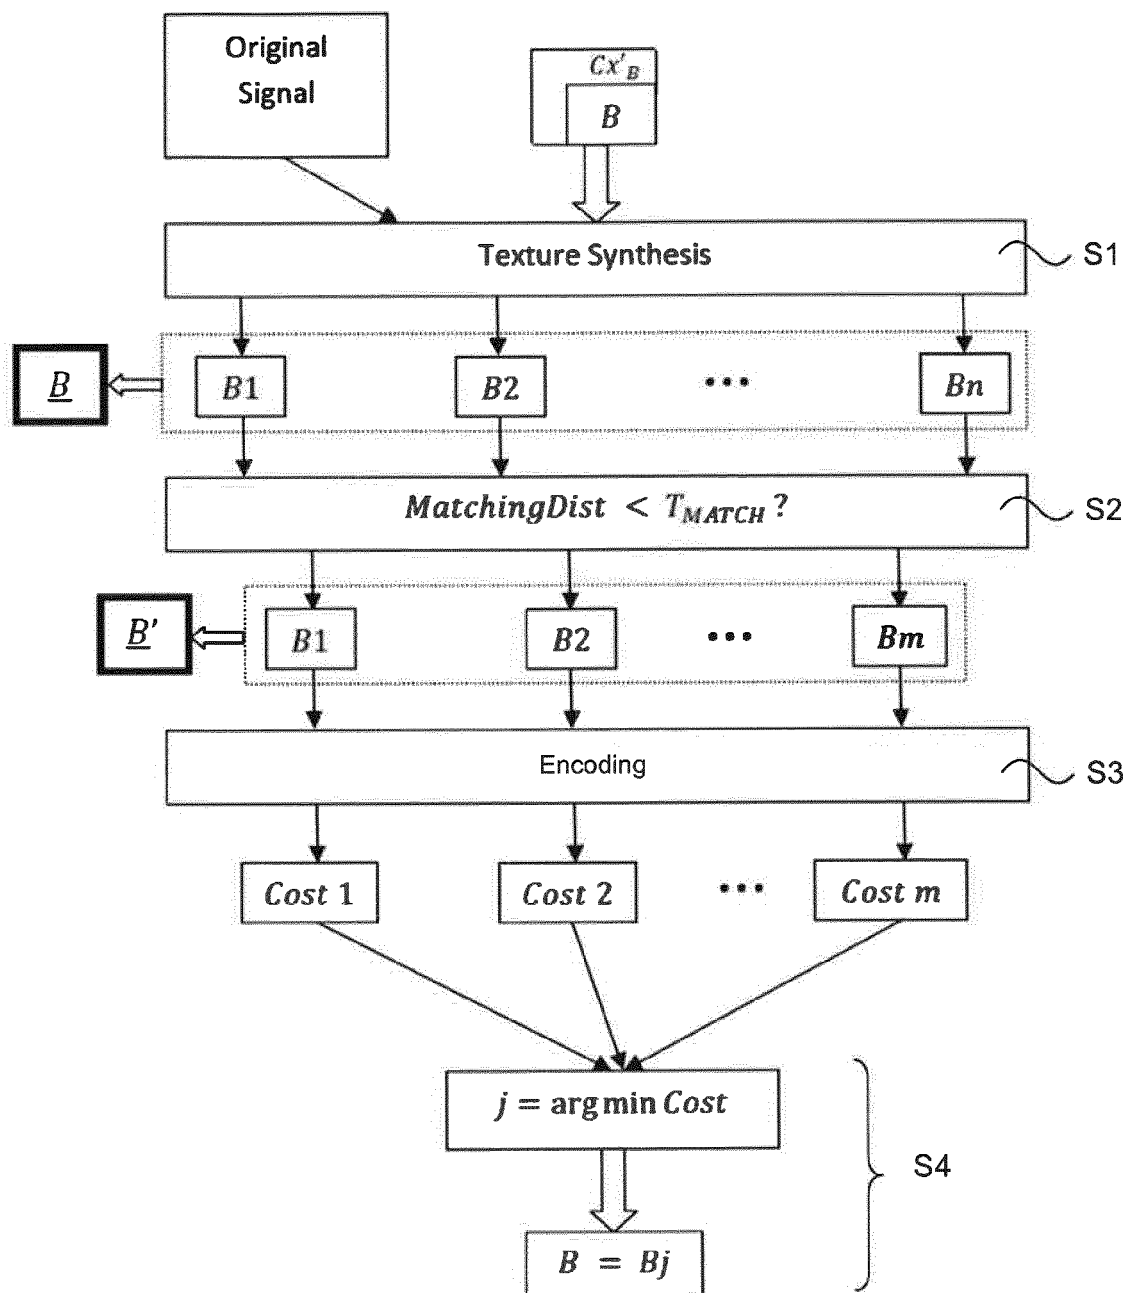 Original
Signal
Cx'B
B
Texture Synthesis
S1
B
B1
B2
...
Bn
MatchingDist < TMATCH ?
S2
B'
B1
B2
...
Bm
Encoding
S3
Cost 1
Cost 2
...
Cost m
j = arg min Cost
S4
B = Bj